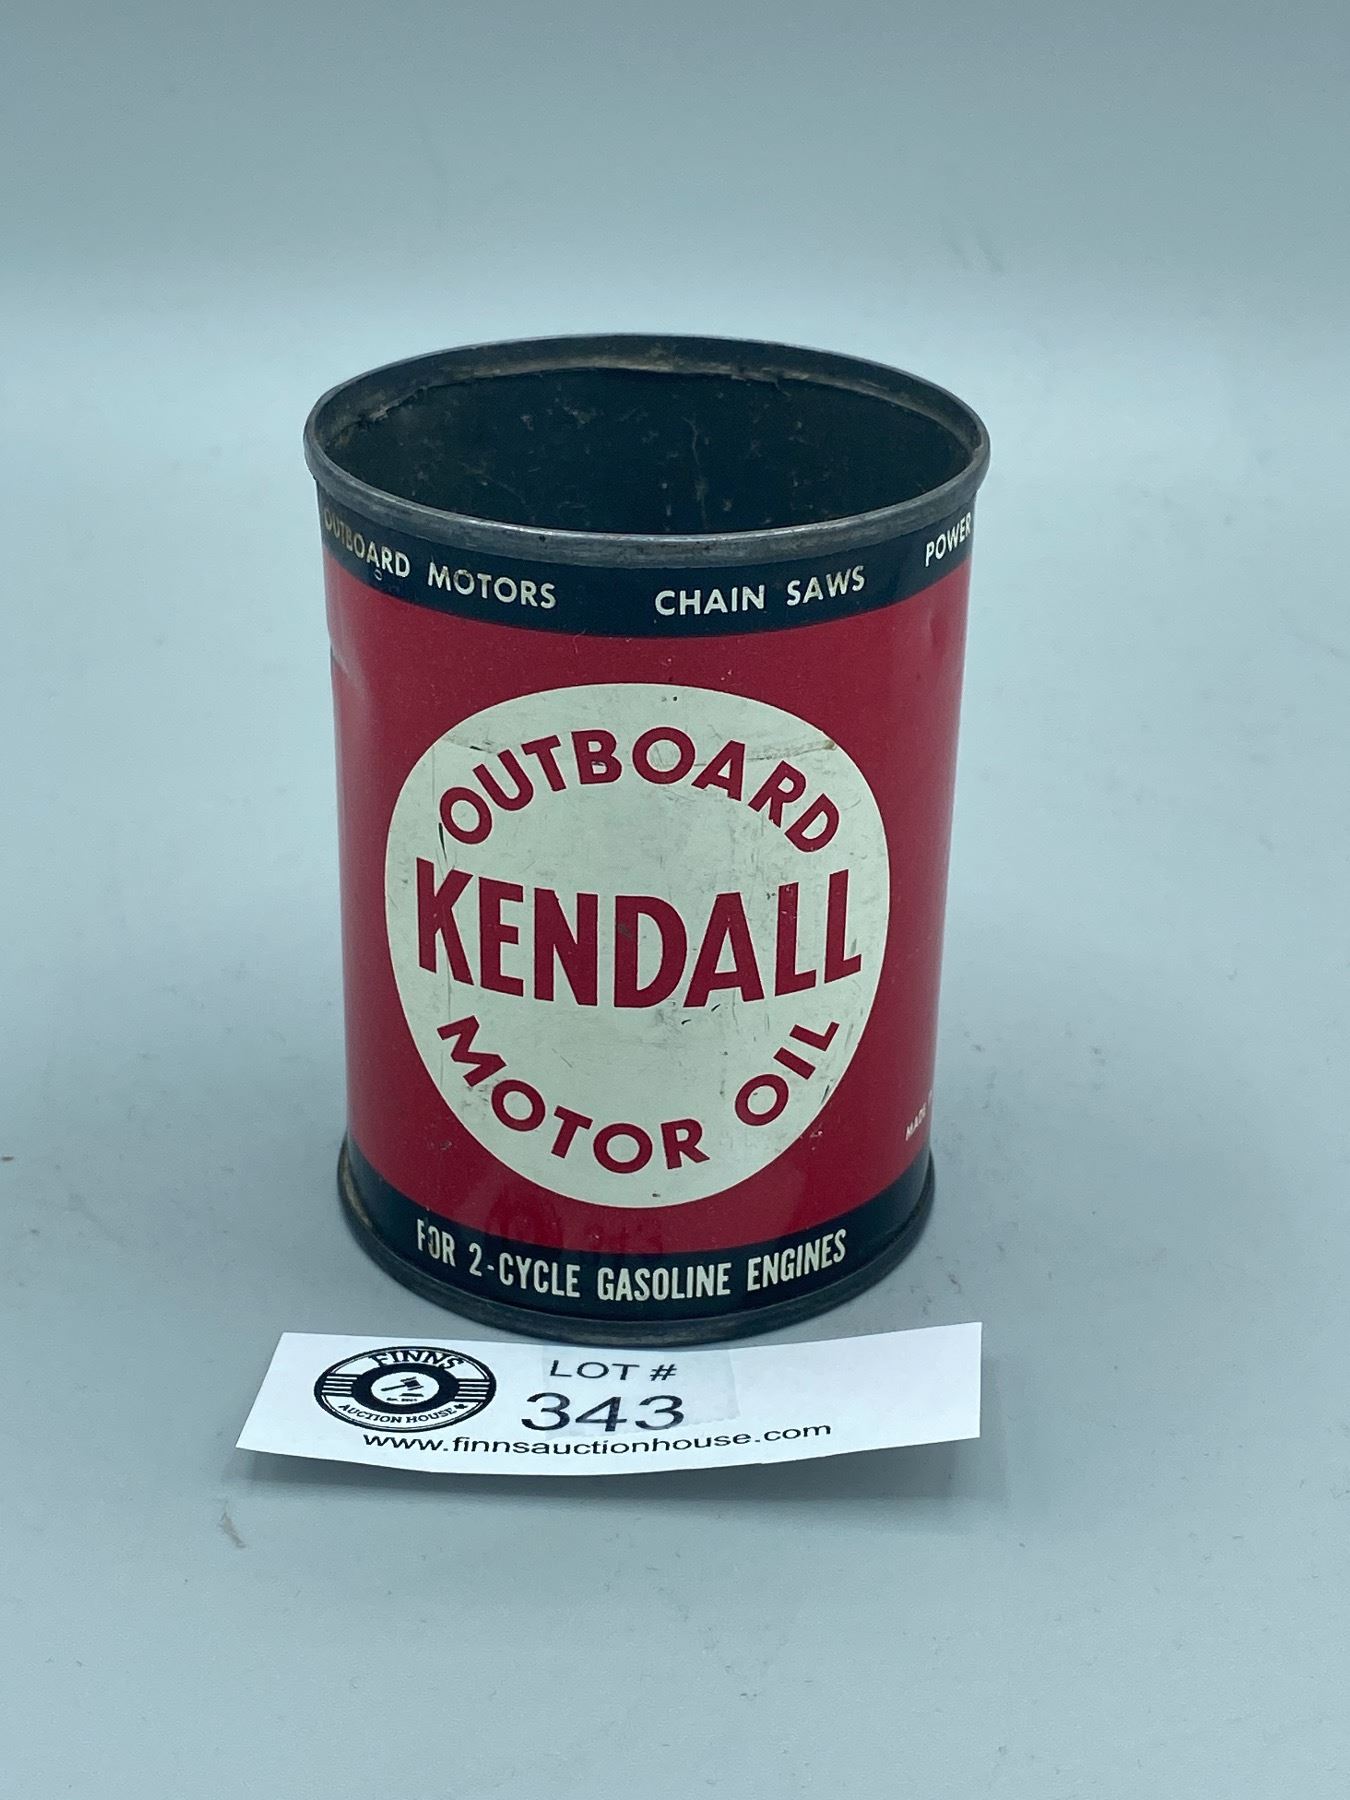 OUTBOARD MOTORS CHAIN SAWS POWER
OUTBOARD
KENDALL
MOTOR OIL
MADE
FOR 2-CYCLE GASOLINE ENGINES
FINNS
AUCTION HOUSE
LOT #
343
www.finnsauctionhouse.com